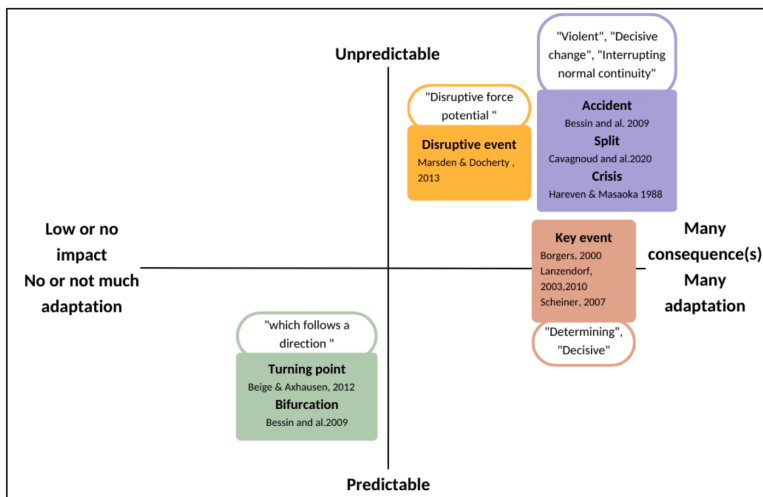 Unpredictable
"Violent", "Decisive
change", "Interrupting
normal continuity"
Accident
Bessin and al. 2009
Split
Cavagnoud and al.2020
Crisis
Hareven & Masaoka 1988
"Disruptive force
potential "
Disruptive event
Marsden & Docherty ,
2013
Low or no
impact
No or not much
adaptation
Key event
Borgers, 2000
Lanzendorf,
2003,2010
Scheiner, 2007
"Determining",
"Decisive"
Many
consequence(s)
Many
adaptation
"which follows a
direction "
Turning point
Beige & Axhausen, 2012
Bifurcation
Bessin and al.2009
Predictable